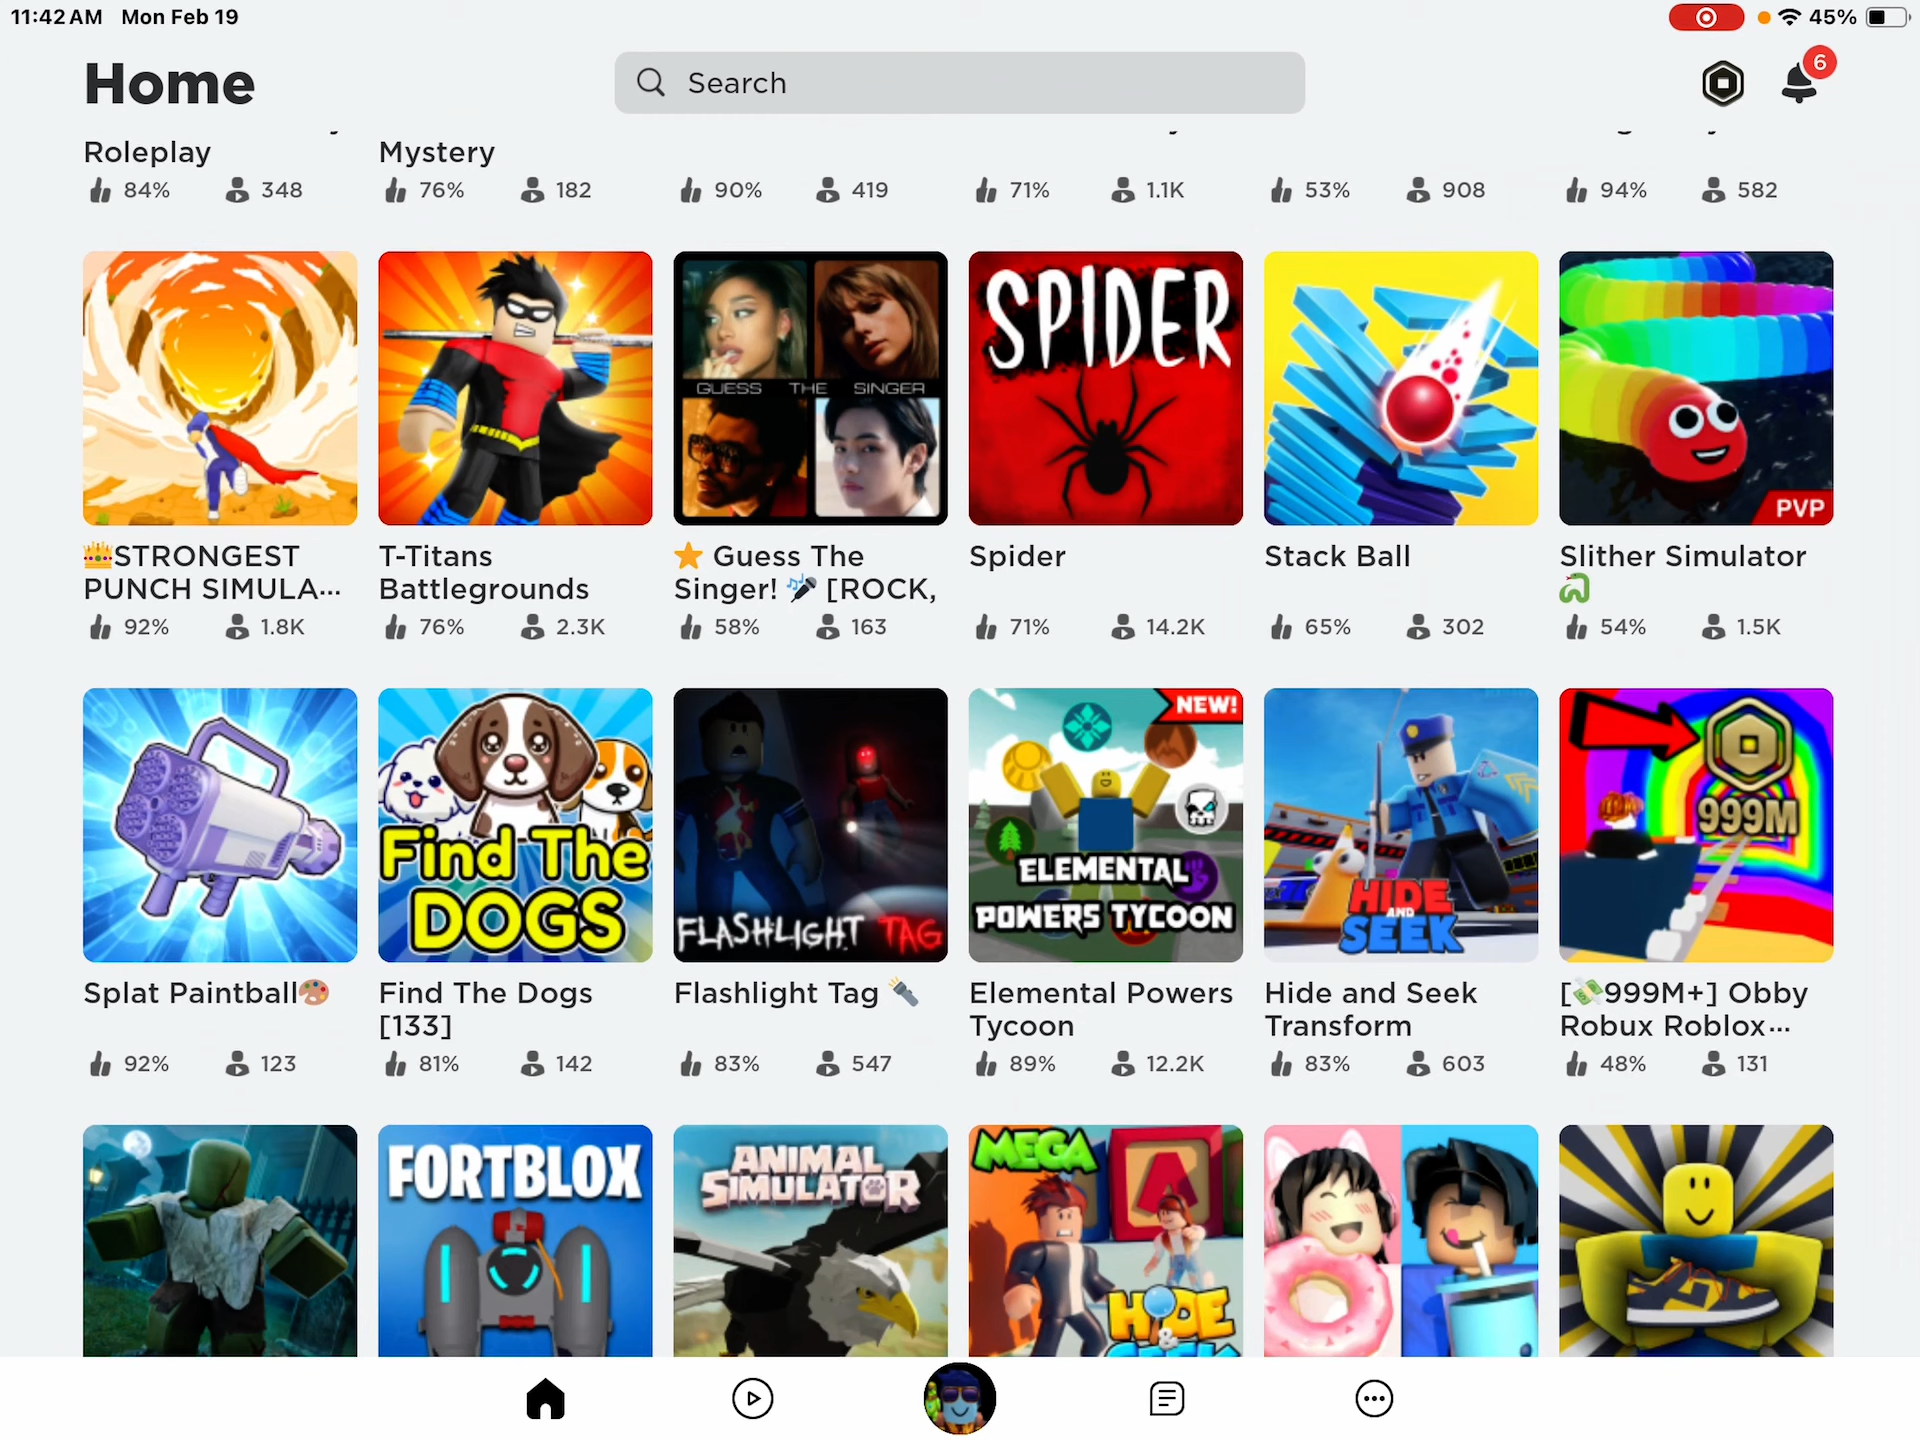 11:42 AM Mon Feb 19
45%
Home
Search
6
Roleplay
Mystery
84% 348
76% 182
90% 419
71% 1.1K
53% 908
94% 582
GUESS THE SINGER
SPIDER
PVP
👑STRONGEST
PUNCH SIMULA...
T-Titans
Battlegrounds
⭐ Guess The
Singer! 🎤 [ROCK,
Spider
Stack Ball
Slither Simulator
🐍
92% 1.8K
76% 2.3K
58% 163
71% 14.2K
65% 302
54% 1.5K
Find The
DOGS
FLASHLIGHT TAG
NEW!
ELEMENTAL
POWERS TYCOON
HIDE
AND
SEEK
999M
Splat Paintball🎨
Find The Dogs
[133]
Flashlight Tag 🔦
Elemental Powers
Tycoon
Hide and Seek
Transform
[💸999M+] Obby
Robux Roblox...
92% 123
81% 142
83% 547
89% 12.2K
83% 603
48% 131
FORTBLOX
ANIMAL
SIMULATOR
MEGA
A
HIDE
&
SEEK